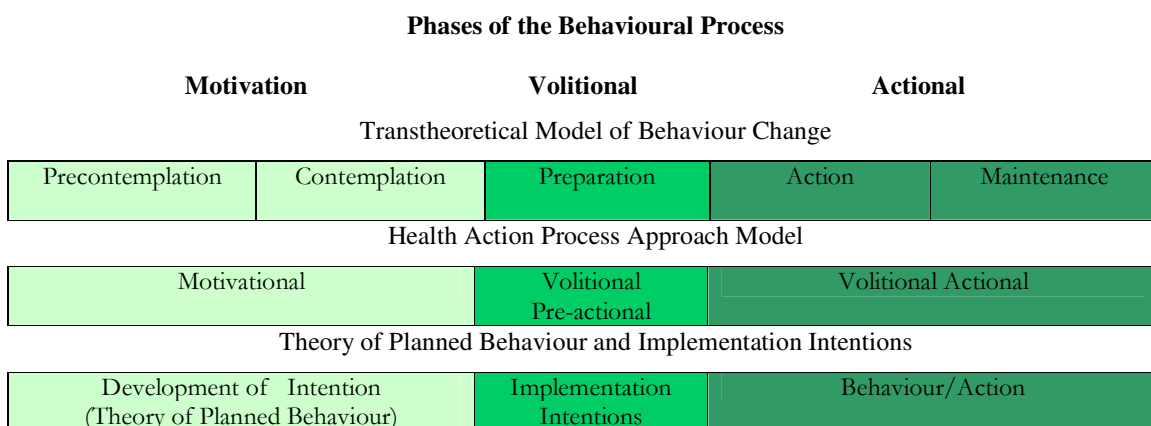 Phases of the Behavioural Process
Motivation Volitional Actional
Transtheoretical Model of Behaviour Change
Precontemplation Contemplation Preparation Action Maintenance
Health Action Process Approach Model
Motivational Volitional Volitional Actional
Pre-actional
Theory of Planned Behaviour and Implementation Intentions
Development of Intention Implementation Behaviour/Action
(Theory of Planned Behaviour) Intentions